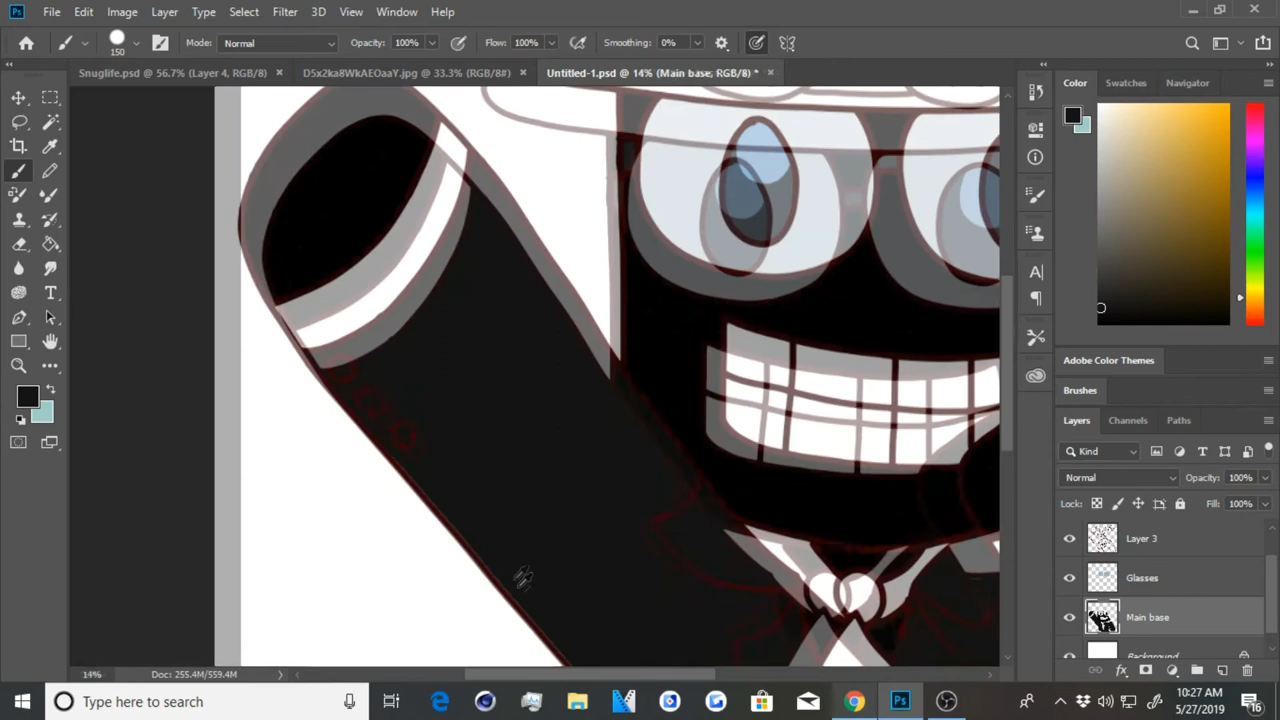 Ps File Edit Image Layer Type Select Filter 3D View Window Help
150 Mode: Normal Opacity: 100% Flow: 100% Smoothing: 0%
Snuglife.psd @ 56.7% (Layer 4, RGB/8) × D5x2ka8WkAEOaaY.jpg @ 33.3% (RGB/8#) × Untitled-1.psd @ 14% (Main base, RGB/8) * ×
Color Swatches Navigator
Adobe Color Themes
Brushes
Layers Channels Paths
Kind
Normal Opacity: 100%
Lock: Fill: 100%
Layer 3
Glasses
Main base
Background
14% Doc: 255.4M/559.4M
Type here to search
10:27 AM
5/27/2019
16